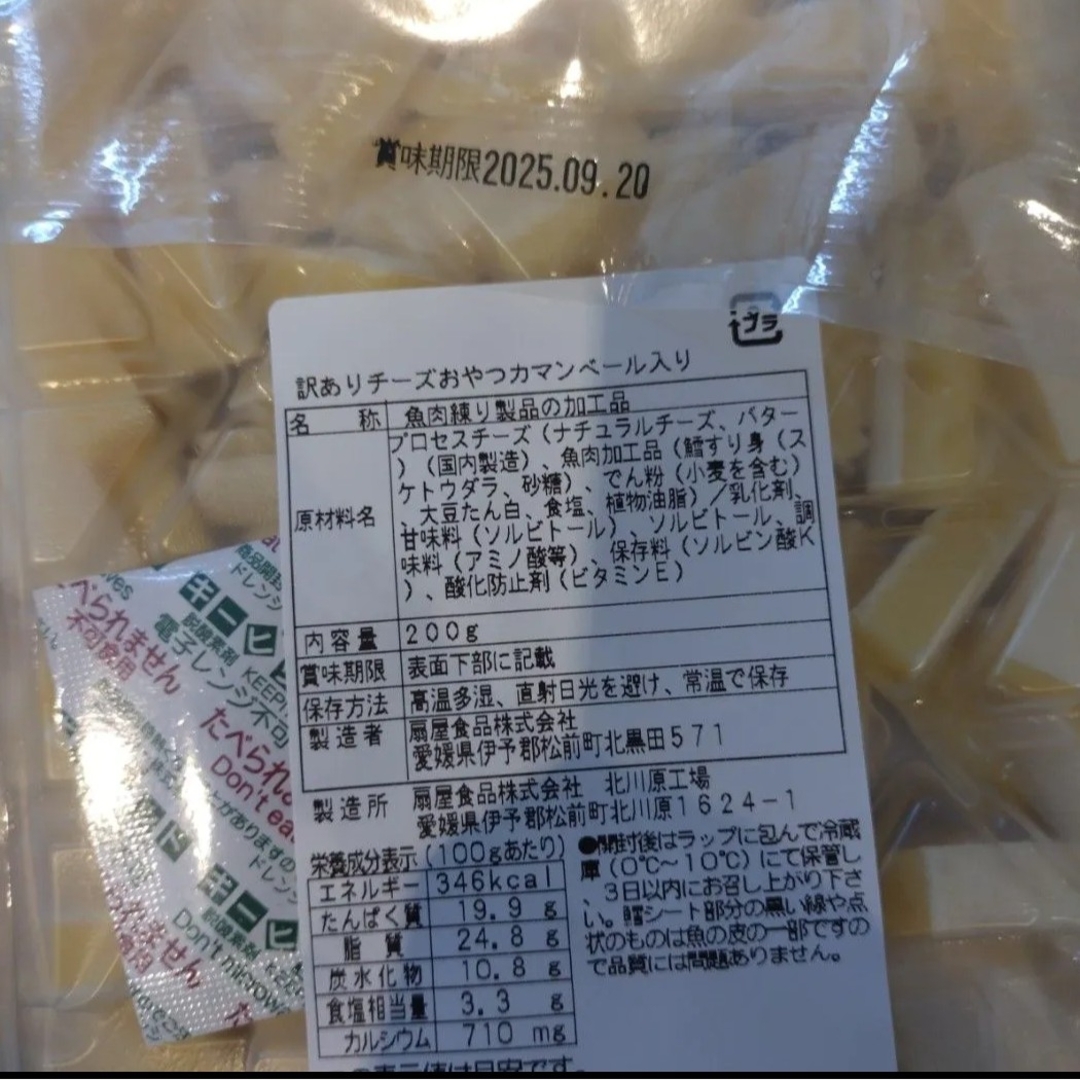 賞味期限2025.09.20
プラ
訳ありチーズおやつカマンベール入り
名称 魚肉練り製品の加工品
原材料名
プロセスチーズ（ナチュラルチーズ、バター
）（国内製造）、魚肉加工品（鱈すり身（ス
ケトウダラ、砂糖）、でん粉（小麦を含む）
、大豆たん白、食塩、植物油脂）／乳化剤、
甘味料（ソルビトール）、ソルビトール、調
味料（アミノ酸等）、保存料（ソルビン酸K
）、酸化防止剤（ビタミンE）
内容量 200g
賞味期限 表面下部に記載
保存方法 高温多湿、直射日光を避け、常温で保存
製造者 扇屋食品株式会社
愛媛県伊予郡松前町北黒田571
製造所 扇屋食品株式会社 北川原工場
愛媛県伊予郡松前町北川原1624-1
栄養成分表示(100gあたり)
エネルギー 346kcal
たんぱく質 19.9 g
脂質 24.8 g
炭水化物 10.8 g
食塩相当量 3.3 g
カルシウム 710 mg
●開封後はラップに包んで冷蔵
庫(0℃～10℃)にて保管し
、3日以内にお召し上がり下さ
い。鱈シート部分の黒い線や点
状のものは魚の皮の一部ですの
で品質には問題ありません。
べられません
不可食用
脱酸素剤 KEEP
電子レンジ不可
たべられ
Don't ea
脱酸素剤
Don't microw
れません